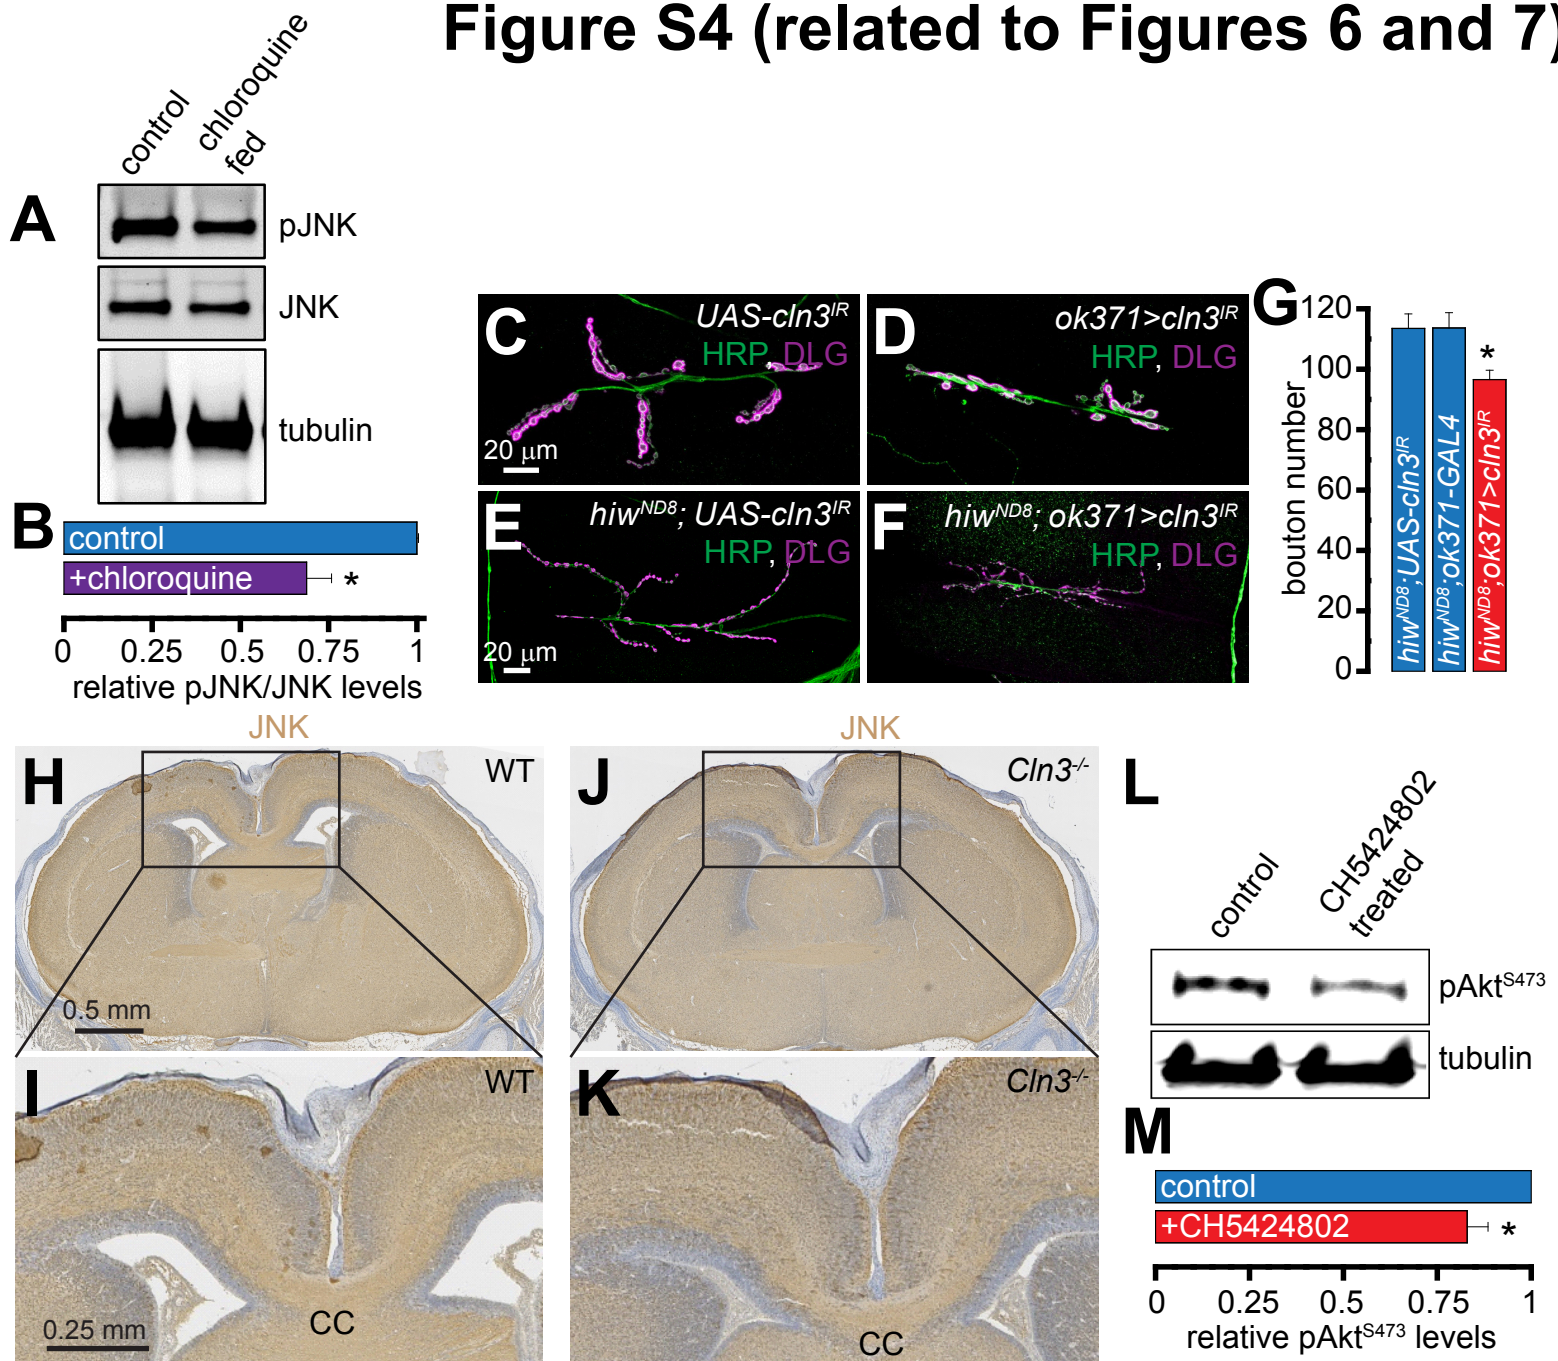 Figure S4 (related to Figures 6 and 7)
control
chloroquine
fed
A
pJNK
JNK
tubulin
B
control
+chloroquine
*
0 0.25 0.5 0.75 1
relative pJNK/JNK levels
C
UAS-cln3IR
HRP, DLG
20 µm
D
ok371>cln3IR
HRP, DLG
E
hiwND8; UAS-cln3IR
HRP, DLG
20 µm
F
hiwND8; ok371>cln3IR
HRP, DLG
G
bouton number
120
100
80
60
40
20
0
hiwND8;UAS-cln3IR
hiwND8;ok371-GAL4
hiwND8;ok371>cln3IR
*
JNK
H
WT
0.5 mm
I
WT
CC
0.25 mm
JNK
J
Cln3-/-
K
Cln3-/-
CC
L
control
CH5424802
treated
pAktS473
tubulin
M
control
+CH5424802
*
0 0.25 0.5 0.75 1
relative pAktS473 levels